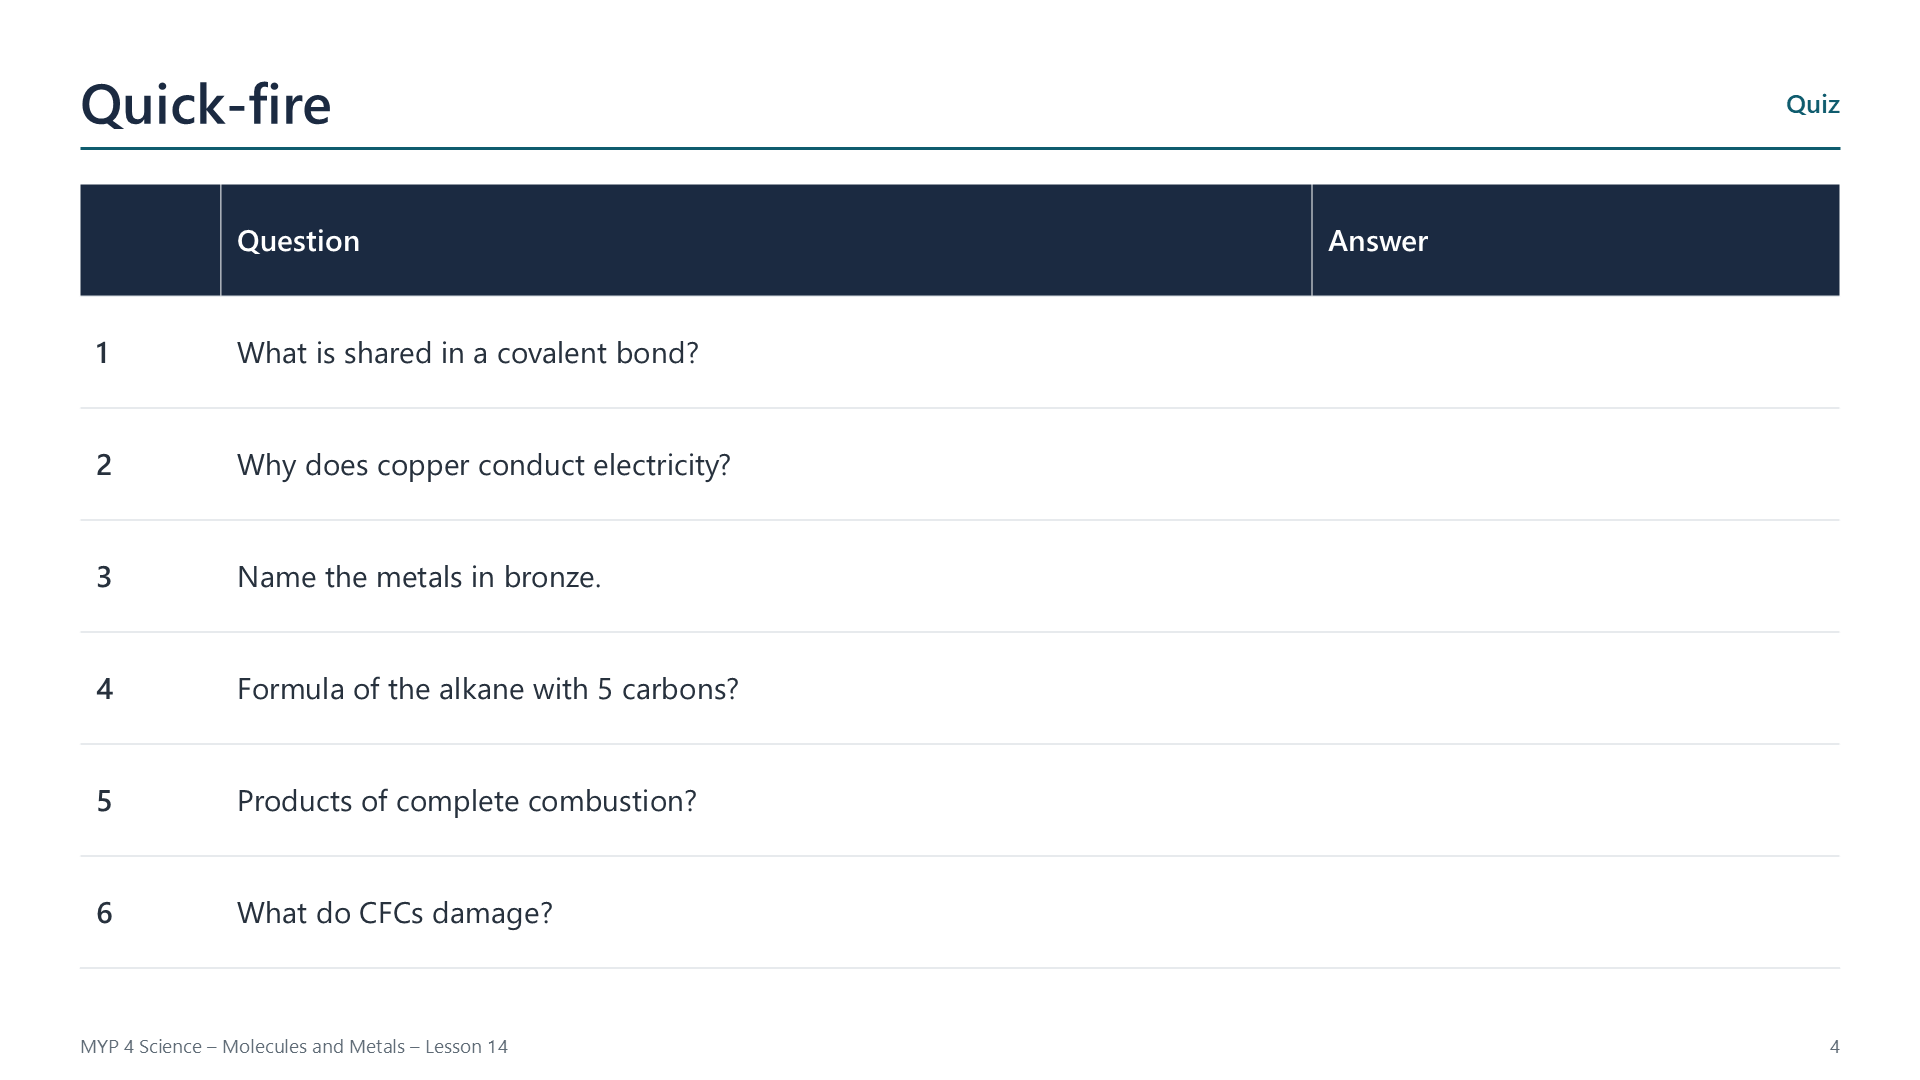 Quick-fire
Quiz
Question Answer
1 What is shared in a covalent bond?
2 Why does copper conduct electricity?
3 Name the metals in bronze.
4 Formula of the alkane with 5 carbons?
5 Products of complete combustion?
6 What do CFCs damage?
MYP 4 Science – Molecules and Metals – Lesson 14
4